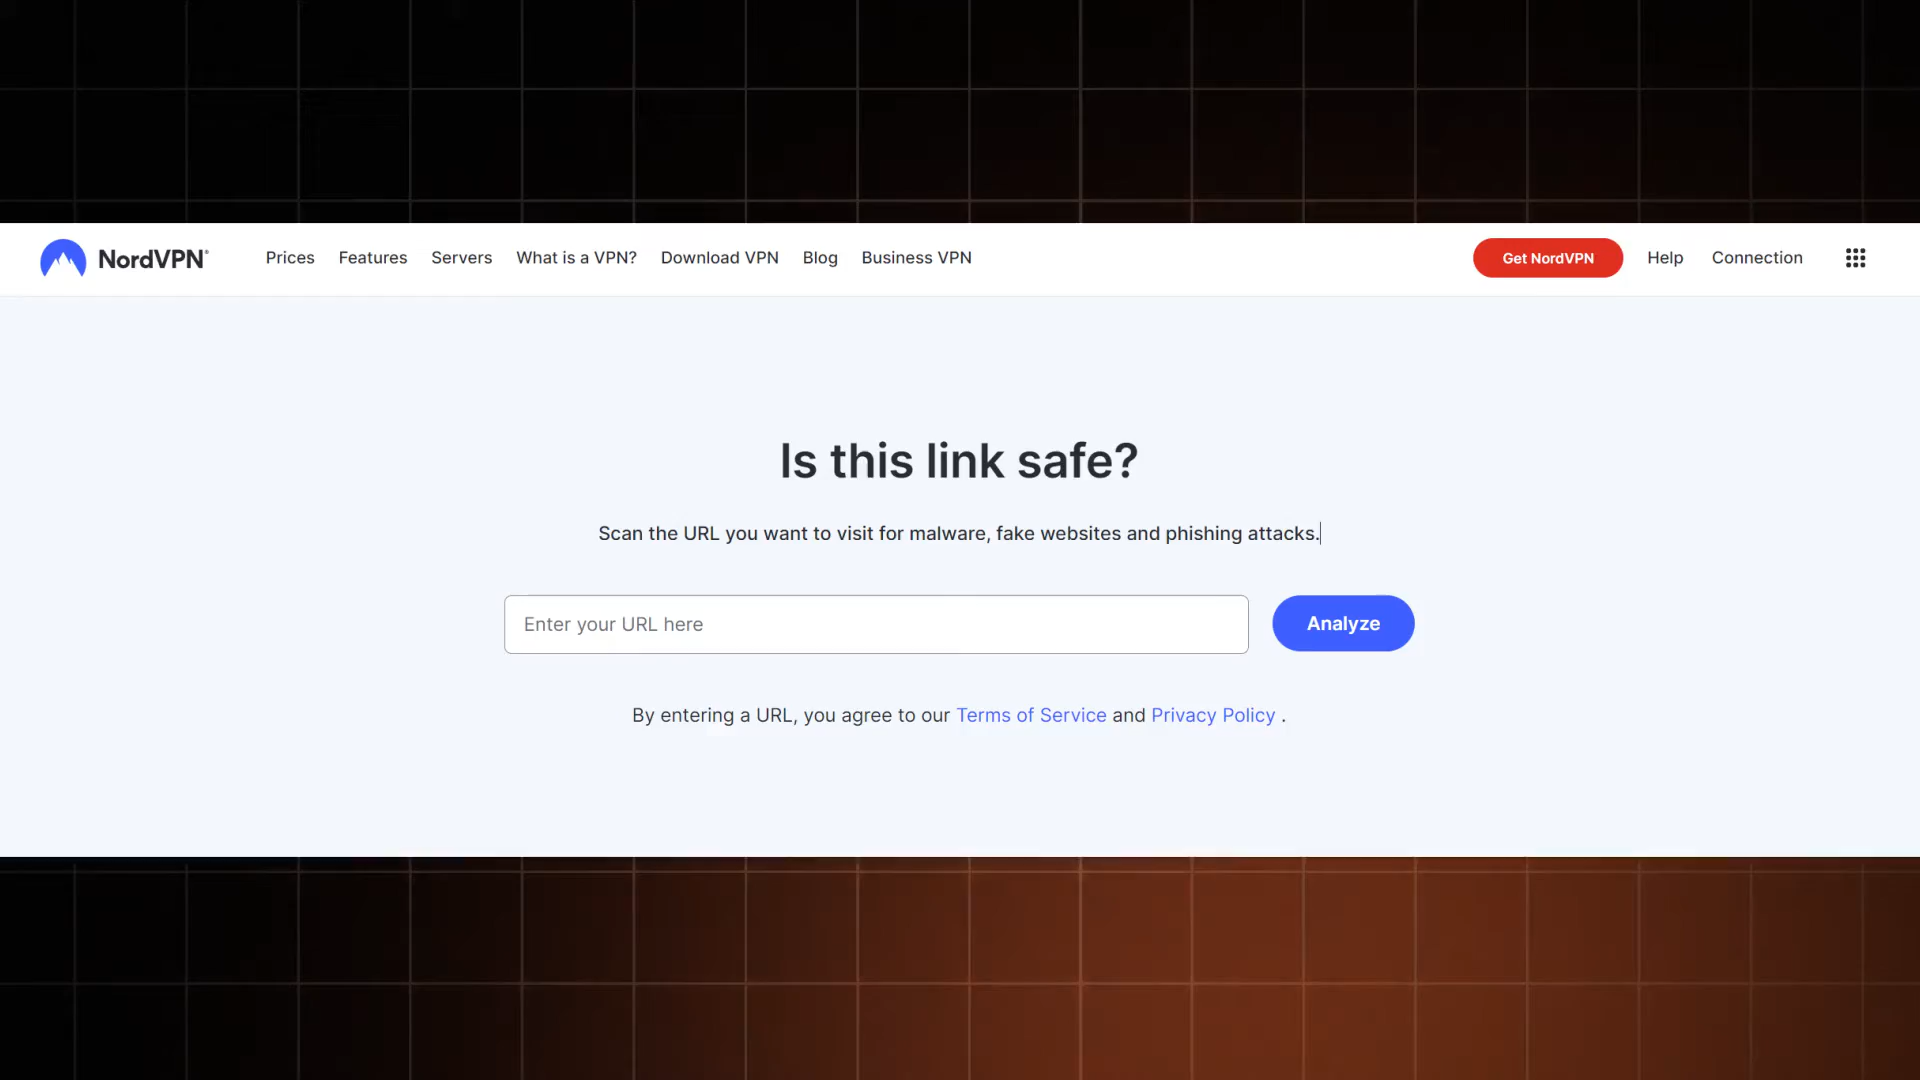 NordVPN®
Prices Features Servers What is a VPN? Download VPN Blog Business VPN Get NordVPN Help Connection
Is this link safe?
Scan the URL you want to visit for malware, fake websites and phishing attacks.
Enter your URL here Analyze
By entering a URL, you agree to our Terms of Service and Privacy Policy .